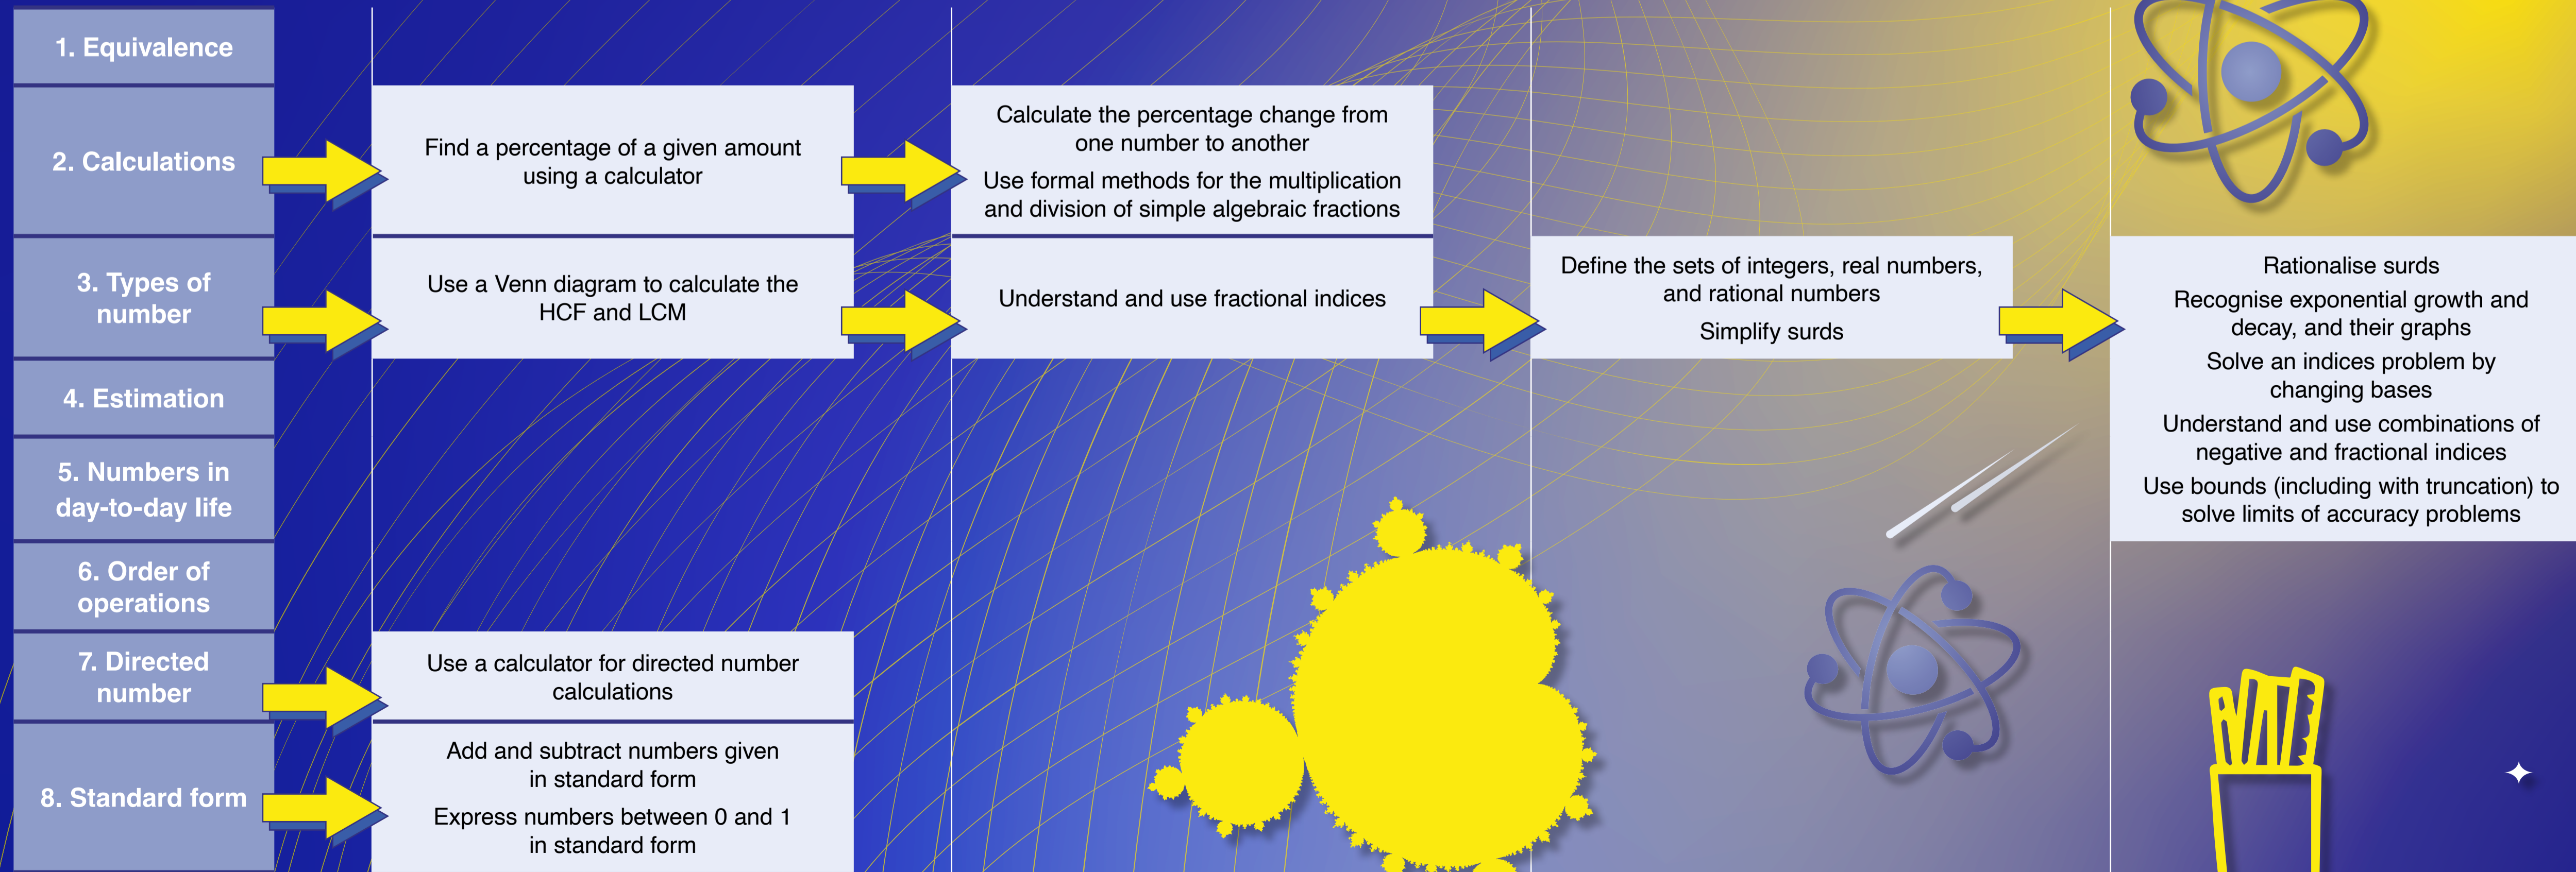 1. Equivalence
2. Calculations
Find a percentage of a given amount
using a calculator
Calculate the percentage change from
one number to another
Use formal methods for the multiplication
and division of simple algebraic fractions
3. Types of
number
Use a Venn diagram to calculate the
HCF and LCM
Understand and use fractional indices
Define the sets of integers, real numbers,
and rational numbers
Simplify surds
Rationalise surds
Recognise exponential growth and
decay, and their graphs
Solve an indices problem by
changing bases
Understand and use combinations of
negative and fractional indices
Use bounds (including with truncation) to
solve limits of accuracy problems
4. Estimation
5. Numbers in
day-to-day life
6. Order of
operations
7. Directed
number
Use a calculator for directed number
calculations
8. Standard form
Add and subtract numbers given
in standard form
Express numbers between 0 and 1
in standard form